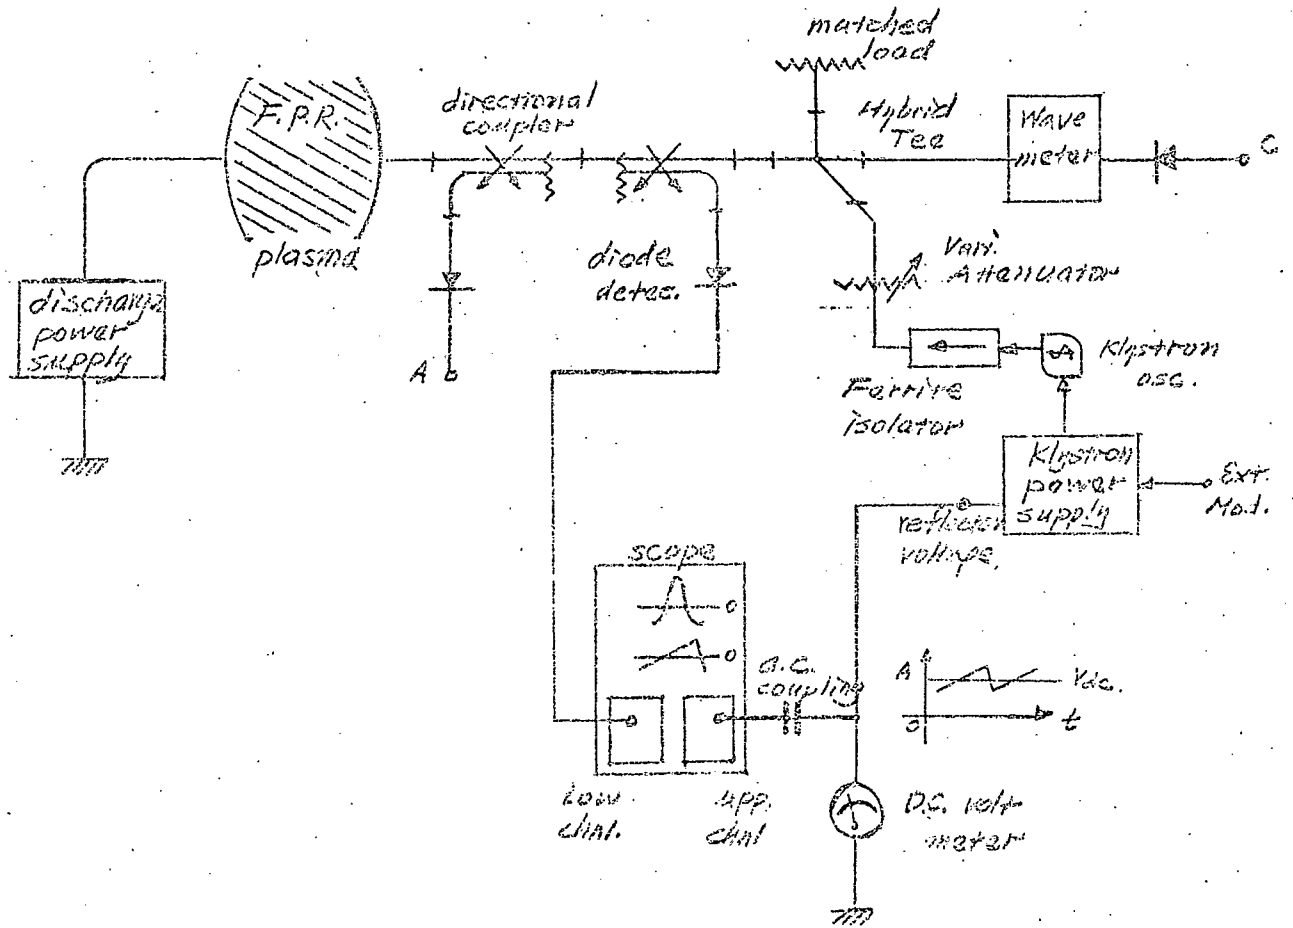 matched
load
F.P.R.
directional
coupler
Hybrid
Tee
Wave
meter
C
plasma
diode
detec.
Vari.
Attenuator
discharge
power
supply
A
Klystron
osc.
Ferrite
isolator
Klystron
power
supply
Ext.
Mod.
reflector
voltage.
scope
o
o
a.c.
coupling
A
Vdc.
o
t
Low
chnl.
upp.
chnl
D.C. volt
meter